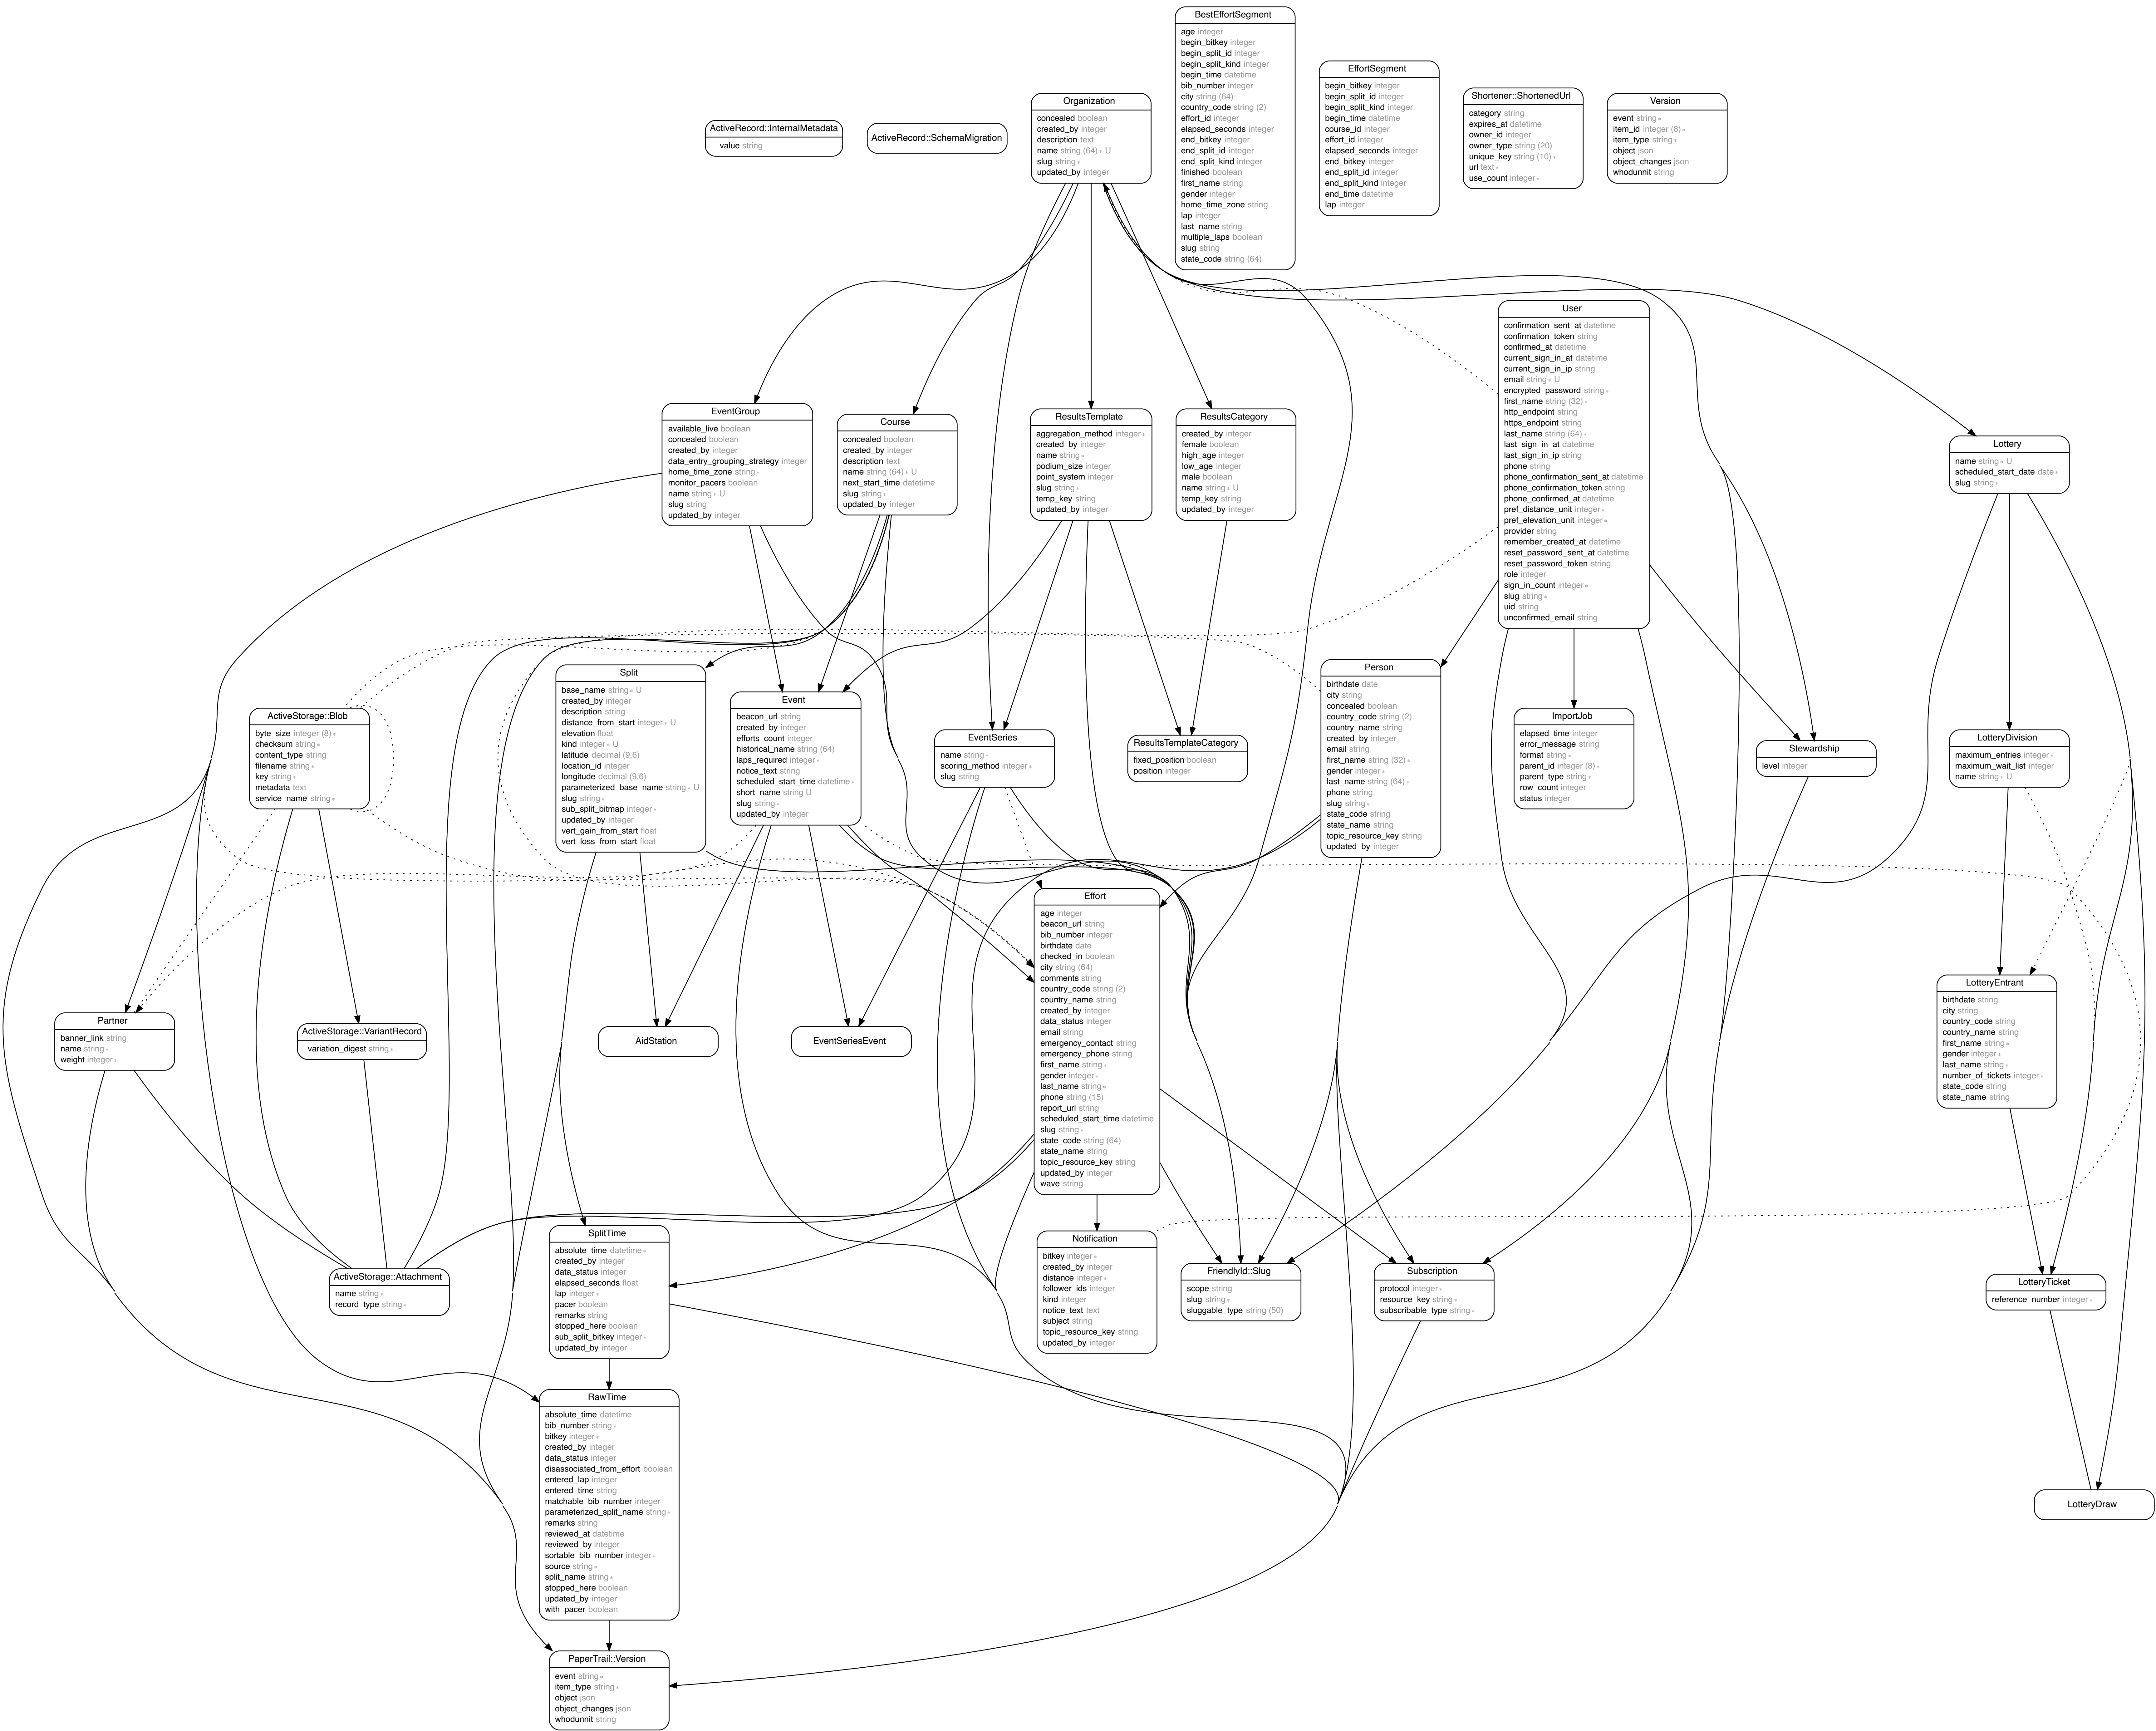 BestEffortSegment
age integer
begin_bitkey integer
begin_split_id integer
begin_split_kind integer
begin_time datetime
bib_number integer
city string (64)
country_code string (2)
effort_id integer
elapsed_seconds integer
end_bitkey integer
end_split_id integer
end_split_kind integer
finished boolean
first_name string
gender integer
home_time_zone string
lap integer
last_name string
multiple_laps boolean
slug string
state_code string (64)
EffortSegment
begin_bitkey integer
begin_split_id integer
begin_split_kind integer
begin_time datetime
course_id integer
effort_id integer
elapsed_seconds integer
end_bitkey integer
end_split_id integer
end_split_kind integer
end_time datetime
lap integer
Shortener::ShortenedUrl
category string
expires_at datetime
owner_id integer
owner_type string (20)
unique_key string (10) ∗
url text ∗
use_count integer ∗
Version
event string ∗
item_id integer (8) ∗
item_type string ∗
object json
object_changes json
whodunnit string
Organization
concealed boolean
created_by integer
description text
name string (64) ∗ U
slug string ∗
updated_by integer
ActiveRecord::InternalMetadata
value string
ActiveRecord::SchemaMigration
User
confirmation_sent_at datetime
confirmation_token string
confirmed_at datetime
current_sign_in_at datetime
current_sign_in_ip string
email string ∗ U
encrypted_password string ∗
first_name string (32) ∗
http_endpoint string
https_endpoint string
last_name string (64) ∗
last_sign_in_at datetime
last_sign_in_ip string
phone string
phone_confirmation_sent_at datetime
phone_confirmation_token string
phone_confirmed_at datetime
pref_distance_unit integer ∗
pref_elevation_unit integer ∗
provider string
remember_created_at datetime
reset_password_sent_at datetime
reset_password_token string
role integer
sign_in_count integer ∗
slug string ∗
uid string
unconfirmed_email string
EventGroup
available_live boolean
concealed boolean
created_by integer
data_entry_grouping_strategy integer
home_time_zone string ∗
monitor_pacers boolean
name string ∗ U
slug string
updated_by integer
Course
concealed boolean
created_by integer
description text
name string (64) ∗ U
next_start_time datetime
slug string ∗
updated_by integer
ResultsTemplate
aggregation_method integer ∗
created_by integer
name string ∗
podium_size integer
point_system integer
slug string ∗
temp_key string
updated_by integer
ResultsCategory
created_by integer
female boolean
high_age integer
low_age integer
male boolean
name string ∗ U
temp_key string
updated_by integer
Lottery
name string ∗ U
scheduled_start_date date ∗
slug string ∗
Split
base_name string ∗ U
created_by integer
description string
distance_from_start integer ∗ U
elevation float
kind integer ∗ U
latitude decimal (9,6)
location_id integer
longitude decimal (9,6)
parameterized_base_name string ∗ U
slug string ∗
sub_split_bitmap integer ∗
updated_by integer
vert_gain_from_start float
vert_loss_from_start float
Event
beacon_url string
created_by integer
efforts_count integer
historical_name string (64)
laps_required integer ∗
notice_text string
scheduled_start_time datetime ∗
short_name string U
slug string ∗
updated_by integer
ActiveStorage::Blob
byte_size integer (8) ∗
checksum string ∗
content_type string
filename string ∗
key string ∗
metadata text
service_name string ∗
EventSeries
name string ∗
scoring_method integer ∗
slug string
ResultsTemplateCategory
fixed_position boolean
position integer
Person
birthdate date
city string
concealed boolean
country_code string (2)
country_name string
created_by integer
email string
first_name string (32) ∗
gender integer ∗
last_name string (64) ∗
phone string
slug string ∗
state_code string
state_name string
topic_resource_key string
updated_by integer
ImportJob
elapsed_time integer
error_message string
format string ∗
parent_id integer (8) ∗
parent_type string ∗
row_count integer
status integer
Stewardship
level integer
LotteryDivision
maximum_entries integer ∗
maximum_wait_list integer
name string ∗ U
Effort
age integer
beacon_url string
bib_number integer
birthdate date
checked_in boolean
city string (64)
comments string
country_code string (2)
country_name string
created_by integer
data_status integer
email string
emergency_contact string
emergency_phone string
first_name string ∗
gender integer ∗
last_name string ∗
phone string (15)
report_url string
scheduled_start_time datetime
slug string ∗
state_code string (64)
state_name string
topic_resource_key string
updated_by integer
wave string
LotteryEntrant
birthdate string
city string
country_code string
country_name string
first_name string ∗
gender integer ∗
last_name string ∗
number_of_tickets integer ∗
state_code string
state_name string
Partner
banner_link string
name string ∗
weight integer ∗
ActiveStorage::VariantRecord
variation_digest string ∗
AidStation
EventSeriesEvent
SplitTime
absolute_time datetime ∗
created_by integer
data_status integer
elapsed_seconds float
lap integer ∗
pacer boolean
remarks string
stopped_here boolean
sub_split_bitkey integer ∗
updated_by integer
ActiveStorage::Attachment
name string ∗
record_type string ∗
Notification
bitkey integer ∗
created_by integer
distance integer ∗
follower_ids integer
kind integer
notice_text text
subject string
topic_resource_key string
updated_by integer
FriendlyId::Slug
scope string
slug string ∗
sluggable_type string (50)
Subscription
protocol integer ∗
resource_key string ∗
subscribable_type string ∗
LotteryTicket
reference_number integer ∗
RawTime
absolute_time datetime
bib_number string ∗
bitkey integer ∗
created_by integer
data_status integer
disassociated_from_effort boolean
entered_lap integer
entered_time string
matchable_bib_number integer
parameterized_split_name string ∗
remarks string
reviewed_at datetime
reviewed_by integer
sortable_bib_number integer ∗
source string ∗
split_name string ∗
stopped_here boolean
updated_by integer
with_pacer boolean
LotteryDraw
PaperTrail::Version
event string ∗
item_type string ∗
object json
object_changes json
whodunnit string